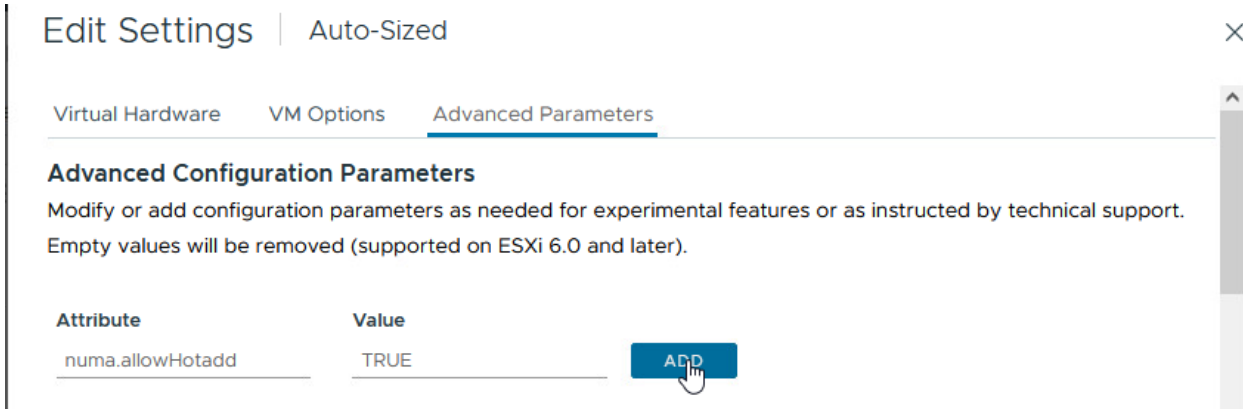 Edit Settings Auto-Sized
Virtual Hardware VM Options Advanced Parameters
Advanced Configuration Parameters
Modify or add configuration parameters as needed for experimental features or as instructed by technical support.
Empty values will be removed (supported on ESXi 6.0 and later).
Attribute Value
numa.allowHotadd TRUE ADD